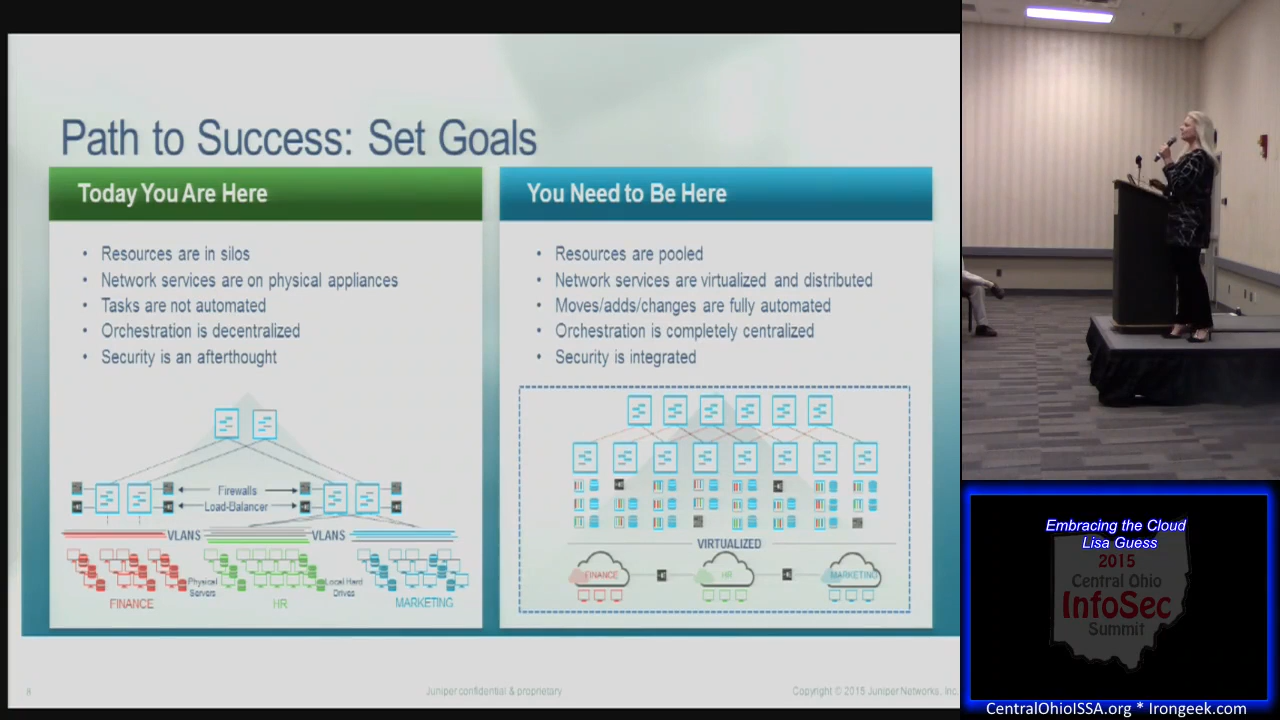 Path to Success: Set Goals
Today You Are Here
• Resources are in silos
• Network services are on physical appliances
• Tasks are not automated
• Orchestration is decentralized
• Security is an afterthought
Firewalls
Load-Balancer
VLANS
VLANS
Physical
Servers
Local Hard
Drives
FINANCE
HR
MARKETING
You Need to Be Here
• Resources are pooled
• Network services are virtualized and distributed
• Moves/adds/changes are fully automated
• Orchestration is completely centralized
• Security is integrated
VIRTUALIZED
FINANCE
HR
MARKETING
8
Juniper confidential & proprietary
Copyright © 2015 Juniper Networks, Inc.
Embracing the Cloud
Lisa Guess
2015
Central Ohio
InfoSec
Summit
CentralOhioISSA.org * Irongeek.com